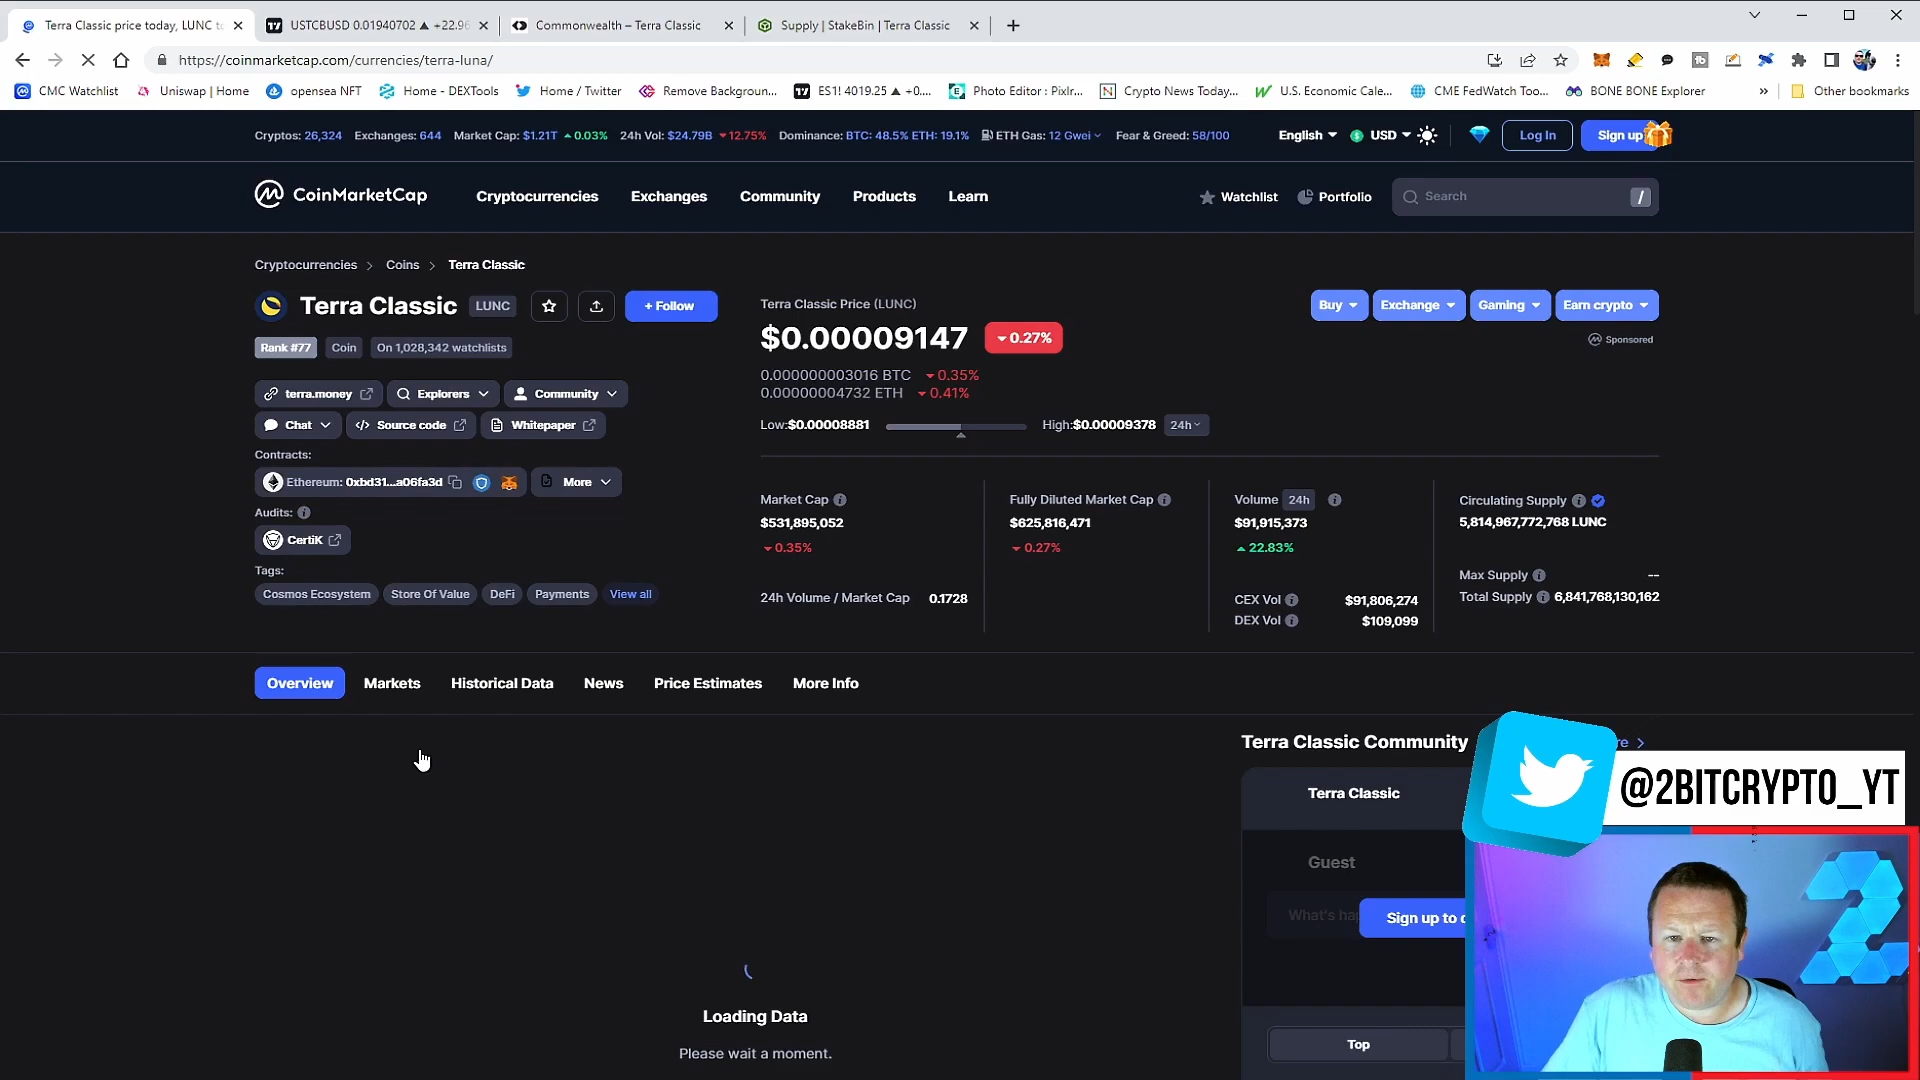 Terra Classic price today, LUNC to
USTCBUSD 0.01940702 ▲ +22.96
Commonwealth – Terra Classic
Supply | StakeBin | Terra Classic
https://coinmarketcap.com/currencies/terra-luna/
CMC Watchlist
Uniswap | Home
opensea NFT
Home - DEXTools
Home / Twitter
Remove Backgroun...
ES1! 4019.25 ▲ +0....
Photo Editor : Pixlr...
Crypto News Today...
U.S. Economic Cale...
CME FedWatch Too...
BONE BONE Explorer
»
Other bookmarks
Cryptos: 26,324 Exchanges: 644 Market Cap: $1.21T 0.03% 24h Vol: $24.79B 12.75% Dominance: BTC: 48.5% ETH: 19.1% ETH Gas: 12 Gwei Fear & Greed: 58/100
English USD Log In Sign up
CoinMarketCap
Cryptocurrencies Exchanges Community Products Learn
Watchlist Portfolio Search /
Cryptocurrencies > Coins > Terra Classic
Terra Classic LUNC + Follow
Rank #77 Coin On 1,028,342 watchlists
terra.money Explorers Community
Chat Source code Whitepaper
Contracts:
Ethereum: 0xbd31...a06fa3d More
Audits:
CertiK
Tags:
Cosmos Ecosystem Store Of Value DeFi Payments View all
Terra Classic Price (LUNC)
$0.00009147 0.27%
0.000000003016 BTC 0.35%
0.00000004732 ETH 0.41%
Low:$0.00008881 High:$0.00009378 24h
Buy Exchange Gaming Earn crypto
Sponsored
Market Cap
$531,895,052
0.35%
24h Volume / Market Cap 0.1728
Fully Diluted Market Cap
$625,816,471
0.27%
Volume 24h
$91,915,373
22.83%
CEX Vol $91,806,274
DEX Vol $109,099
Circulating Supply
5,814,967,772,768 LUNC
Max Supply --
Total Supply 6,841,768,130,162
Overview Markets Historical Data News Price Estimates More Info
Loading Data
Please wait a moment.
Terra Classic Community
Terra Classic
Guest
What's hap
Sign up to
Top
@2BITCRYPTO_YT
2